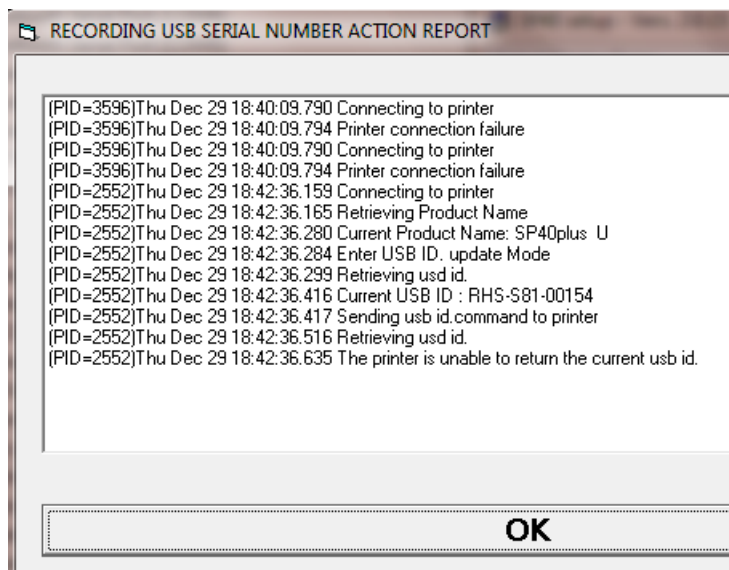 RECORDING USB SERIAL NUMBER ACTION REPORT
(PID=3596)Thu Dec 29 18:40:09.790 Connecting to printer
(PID=3596)Thu Dec 29 18:40:09.794 Printer connection failure
(PID=3596)Thu Dec 29 18:40:09.790 Connecting to printer
(PID=3596)Thu Dec 29 18:40:09.794 Printer connection failure
(PID=2552)Thu Dec 29 18:42:36.159 Connecting to printer
(PID=2552)Thu Dec 29 18:42:36.165 Retrieving Product Name
(PID=2552)Thu Dec 29 18:42:36.280 Current Product Name: SP40plus  U
(PID=2552)Thu Dec 29 18:42:36.284 Enter USB ID. update Mode
(PID=2552)Thu Dec 29 18:42:36.299 Retrieving usd id.
(PID=2552)Thu Dec 29 18:42:36.416 Current USB ID : RHS-S81-00154
(PID=2552)Thu Dec 29 18:42:36.417 Sending usb id.command to printer
(PID=2552)Thu Dec 29 18:42:36.516 Retrieving usd id.
(PID=2552)Thu Dec 29 18:42:36.635 The printer is unable to return the current usb id.
OK